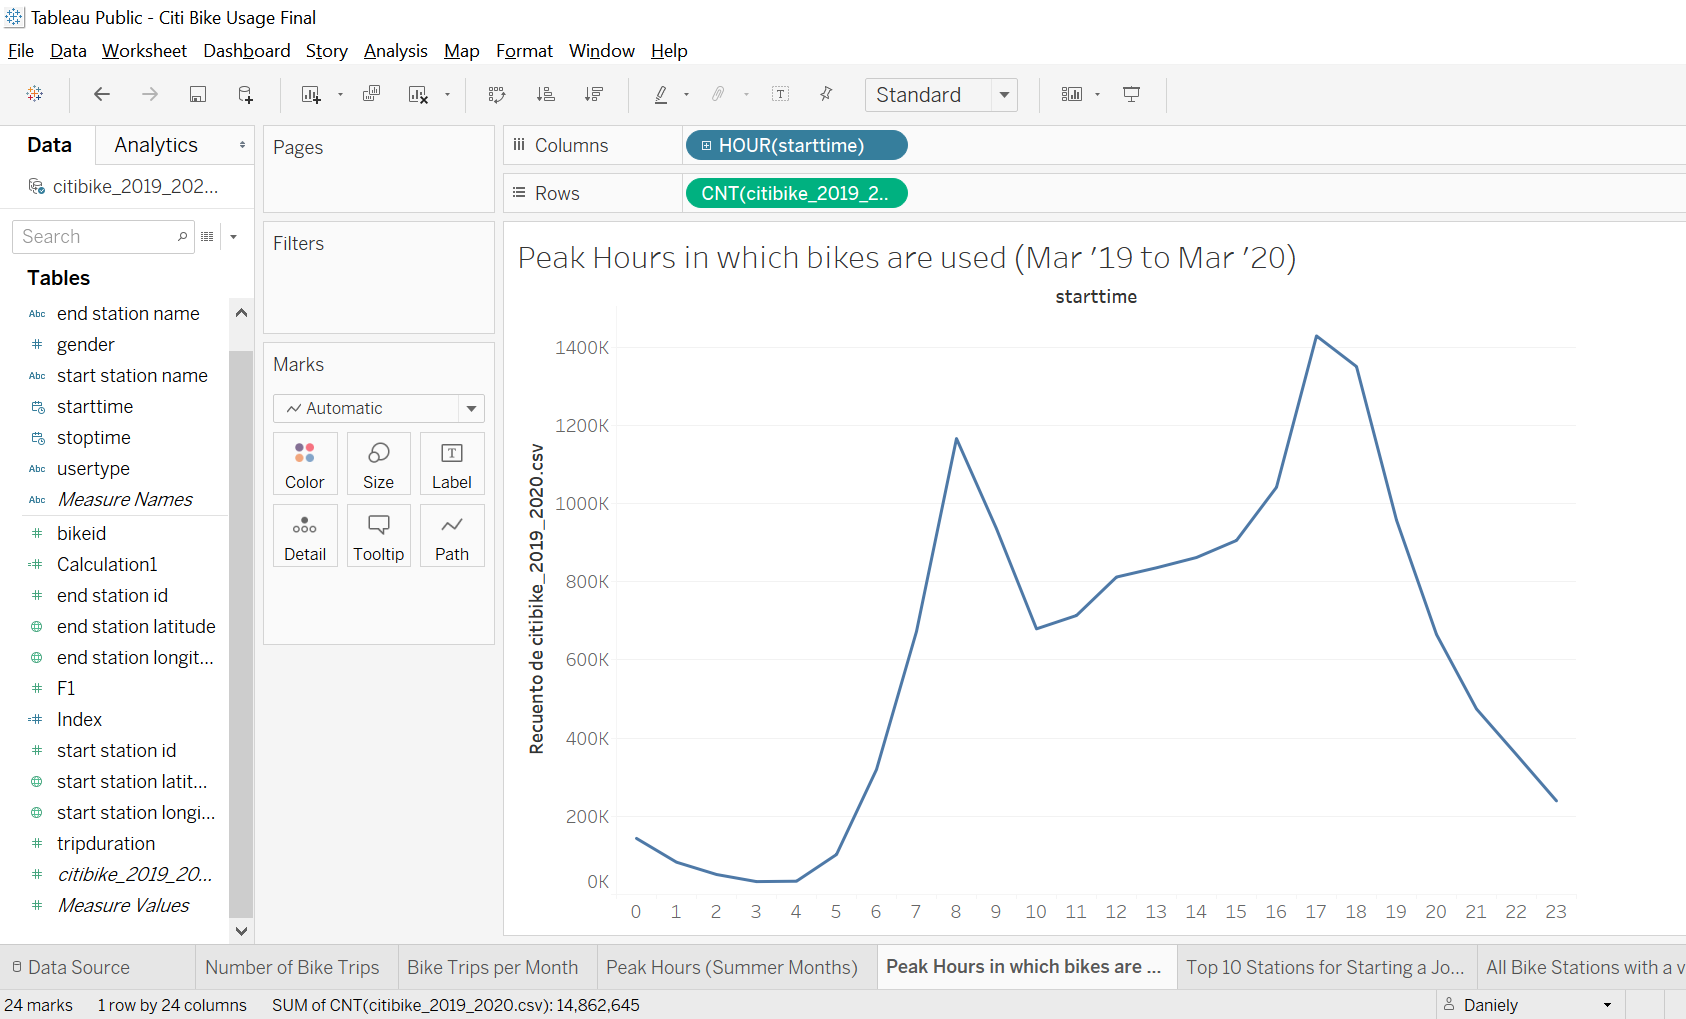 Tableau Public - Citi Bike Usage Final
File Data Worksheet Dashboard Story Analysis Map Format Window Help
Standard
Data Analytics
citibike_2019_202...
Search
Tables
Abc end station name
# gender
Abc start station name
starttime
stoptime
Abc usertype
Abc Measure Names
# bikeid
=# Calculation1
# end station id
end station latitude
end station longit...
# F1
=# Index
# start station id
start station latit...
start station longi...
# tripduration
# citibike_2019_20...
# Measure Values
Pages
Filters
Marks
Automatic
Color Size Label
Detail Tooltip Path
Columns HOUR(starttime)
Rows CNT(citibike_2019_2..
Peak Hours in which bikes are used (Mar '19 to Mar '20)
starttime
Recuento de citibike_2019_2020.csv
1400K
1200K
1000K
800K
600K
400K
200K
0K
0 1 2 3 4 5 6 7 8 9 10 11 12 13 14 15 16 17 18 19 20 21 22 23
Data Source Number of Bike Trips Bike Trips per Month Peak Hours (Summer Months) Peak Hours in which bikes are ... Top 10 Stations for Starting a Jo... All Bike Stations with a v
24 marks 1 row by 24 columns SUM of CNT(citibike_2019_2020.csv): 14,862,645 Daniely